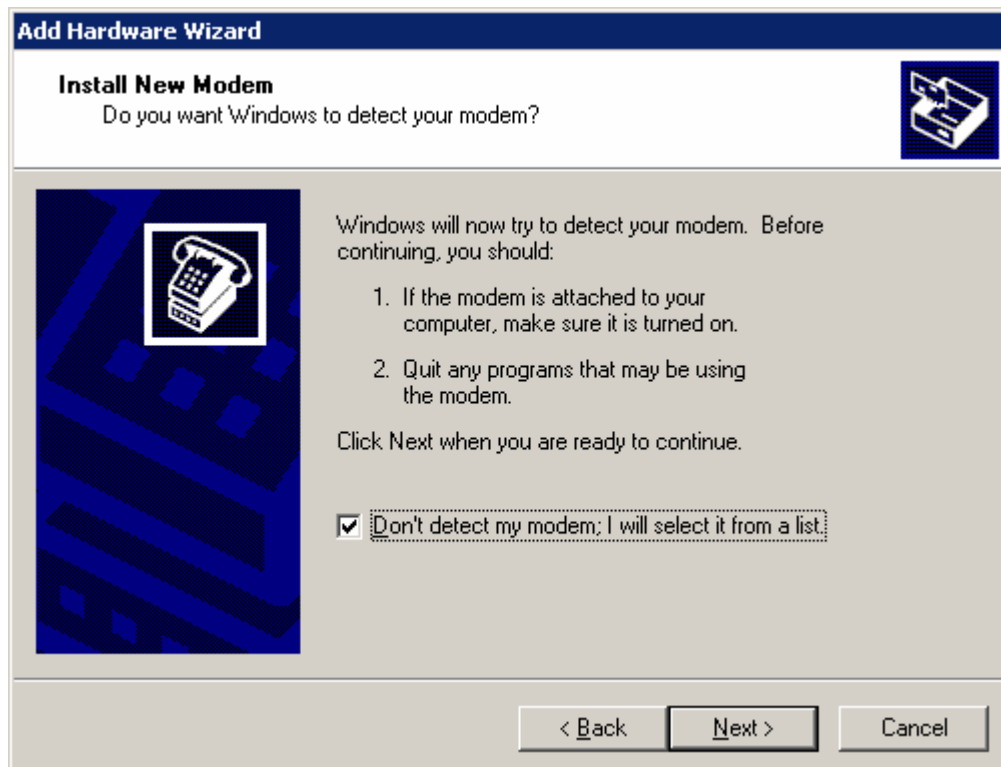 Add Hardware Wizard
Install New Modem
Do you want Windows to detect your modem?
Windows will now try to detect your modem.  Before
continuing, you should:
1. If the modem is attached to your
computer, make sure it is turned on.
2. Quit any programs that may be using
the modem.
Click Next when you are ready to continue.
Don't detect my modem; I will select it from a list.
< Back
Next >
Cancel